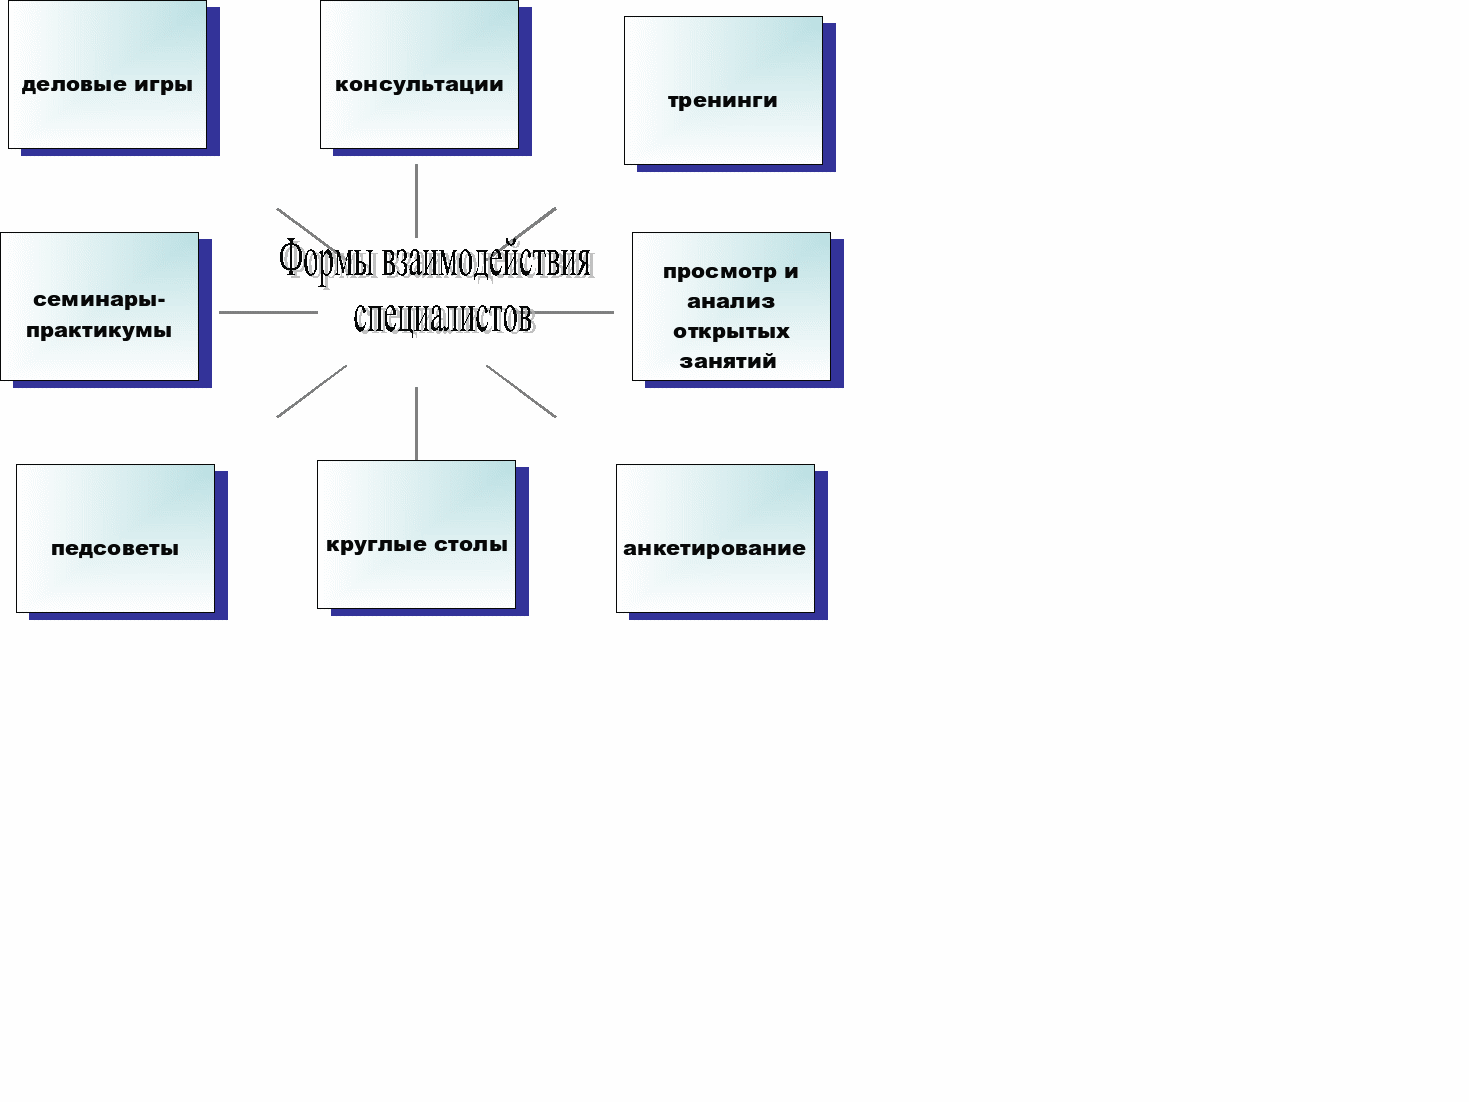 деловые игры
консультации
тренинги
Формы взаимодействия
специалистов
семинары-
практикумы
просмотр и
анализ
открытых
занятий
педсоветы
круглые столы
анкетирование